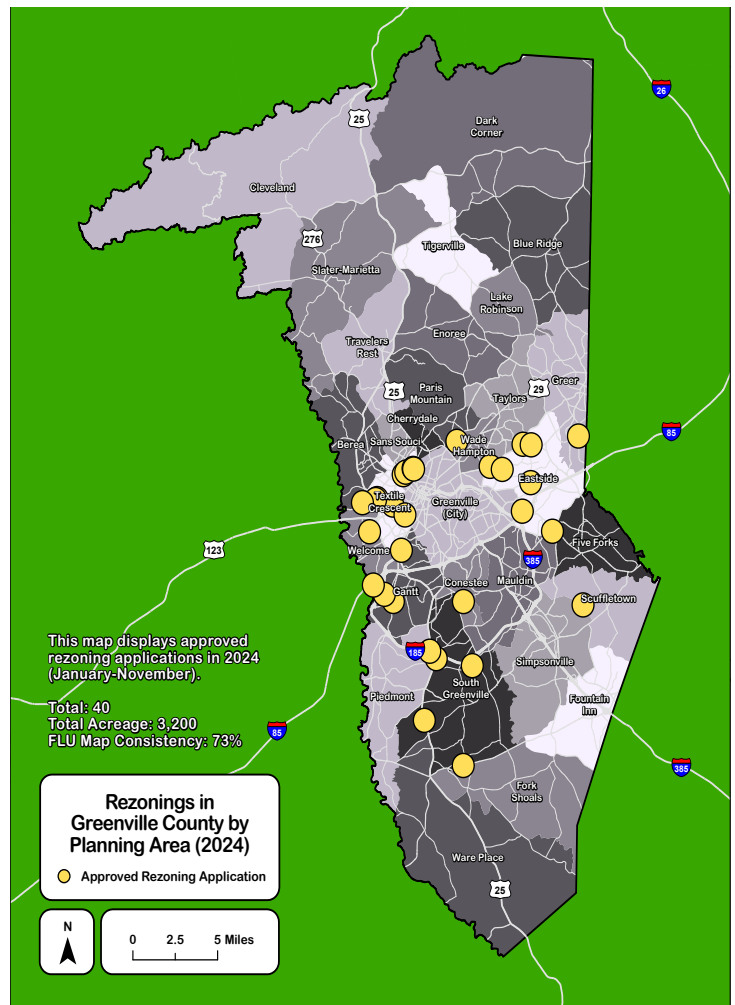 26
25
Dark
Corner
Cleveland
276
Tigerville
Blue Ridge
Slater-Marietta
Lake
Robinson
Enoree
Travelers
Rest
25
Paris
Mountain
29
Greer
Taylors
Cherrydale
85
Berea
Sans Souci
Wade
Hampton
Eastside
Textile
Crescent
Greenville
(City)
123
Welcome
385
Five Forks
Gantt
Conestee
Mauldin
Scuffletown
This map displays approved
rezoning applications in 2024
(January-November).
Total: 40
Total Acreage: 3,200
FLU Map Consistency: 73%
185
Simpsonville
Piedmont
South
Greenville
Fountain
Inn
85
385
Fork
Shoals
Ware Place
25
Rezonings in
Greenville County by
Planning Area (2024)
Approved Rezoning Application
N
0 2.5 5 Miles